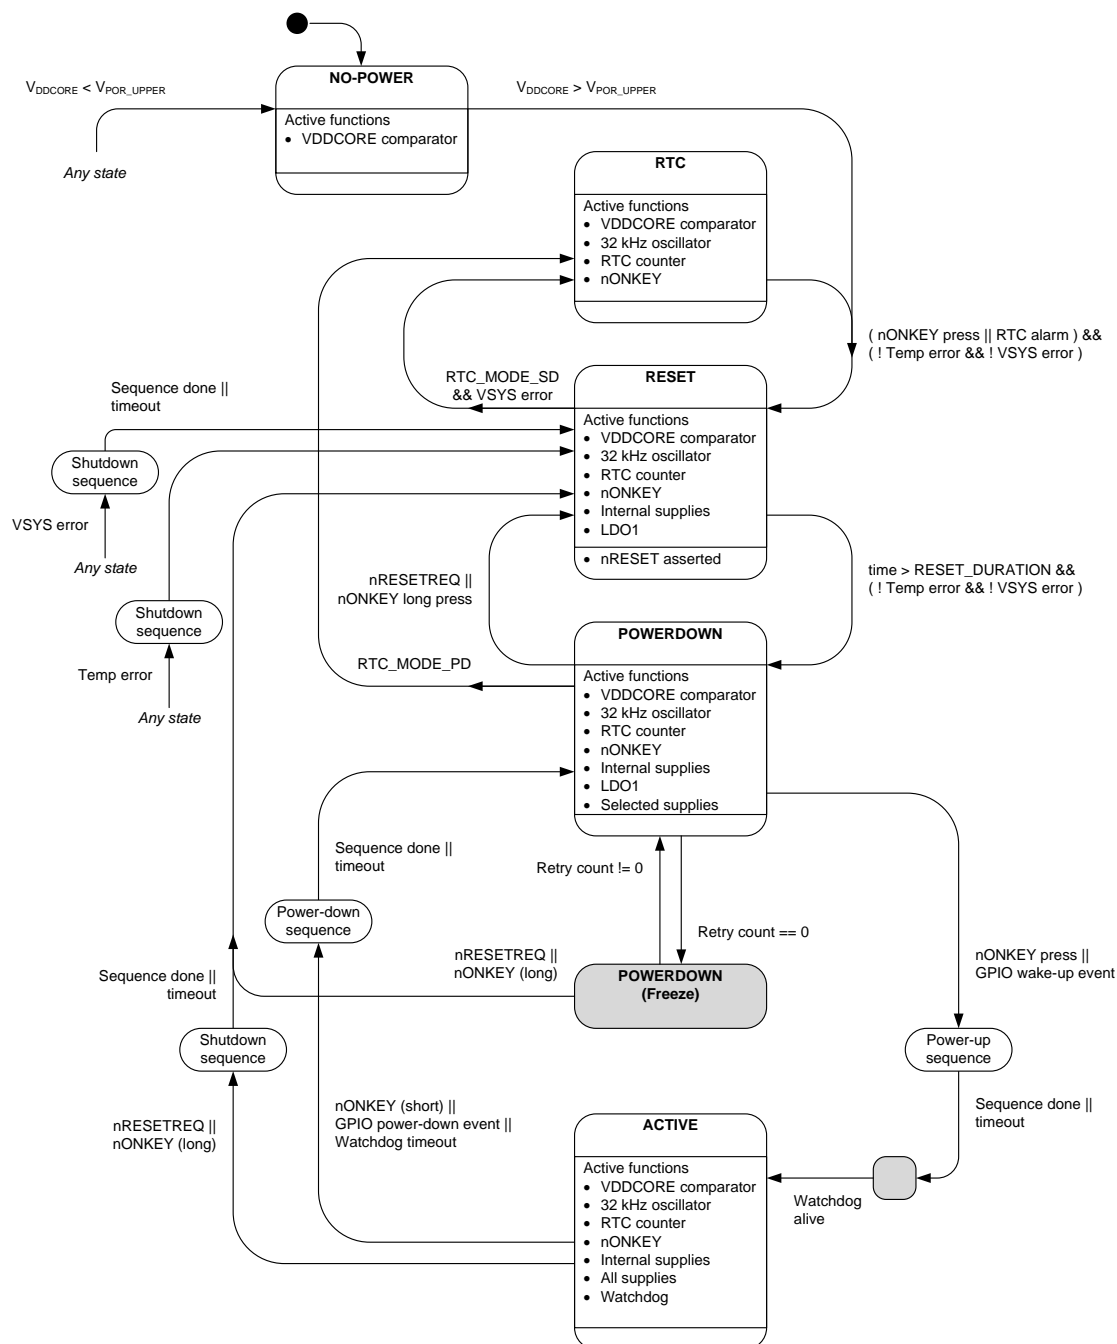 NO-POWER
VDDCORE < VPOR_UPPER
VDDCORE > VPOR_UPPER
Active functions
• VDDCORE comparator
Any state
RTC
Active functions
• VDDCORE comparator
• 32 kHz oscillator
• RTC counter
• nONKEY
( nONKEY press || RTC alarm ) &&
( ! Temp error && ! VSYS error )
RTC_MODE_SD
&& VSYS error
RESET
Sequence done ||
timeout
Active functions
• VDDCORE comparator
• 32 kHz oscillator
• RTC counter
• nONKEY
• Internal supplies
• LDO1
• nRESET asserted
Shutdown
sequence
VSYS error
Any state
nRESETREQ ||
nONKEY long press
time > RESET_DURATION &&
( ! Temp error && ! VSYS error )
Shutdown
sequence
Temp error
Any state
POWERDOWN
RTC_MODE_PD
Active functions
• VDDCORE comparator
• 32 kHz oscillator
• RTC counter
• nONKEY
• Internal supplies
• LDO1
• Selected supplies
Sequence done ||
timeout
Retry count != 0
Power-down
sequence
Retry count == 0
nRESETREQ ||
nONKEY (long)
POWERDOWN
(Freeze)
nONKEY press ||
GPIO wake-up event
Sequence done ||
timeout
Shutdown
sequence
Power-up
sequence
nRESETREQ ||
nONKEY (long)
nONKEY (short) ||
GPIO power-down event ||
Watchdog timeout
Sequence done ||
timeout
ACTIVE
Active functions
• VDDCORE comparator
• 32 kHz oscillator
• RTC counter
• nONKEY
• Internal supplies
• All supplies
• Watchdog
Watchdog
alive